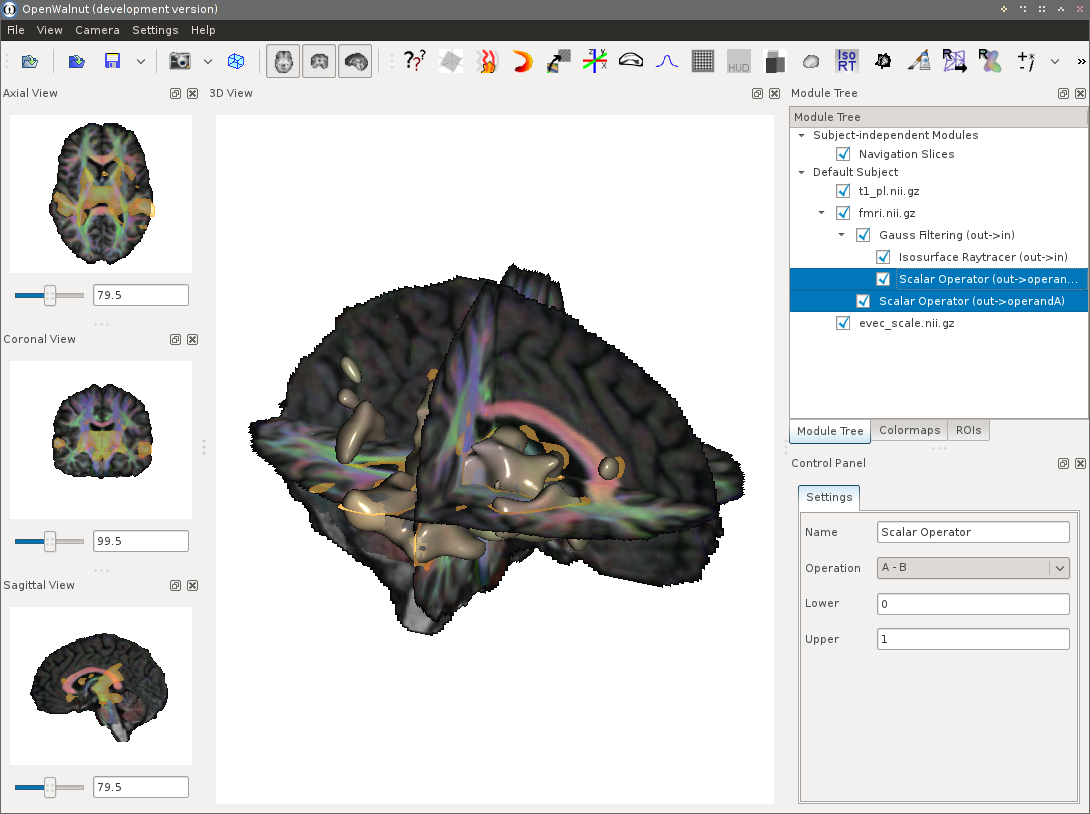 OpenWalnut (development version)
File View Camera Settings Help
?? HUD ISO RT R R +-/ »
Axial View
79.5
Coronal View
99.5
Sagittal View
79.5
3D View
Module Tree
Module Tree
Subject-independent Modules
Navigation Slices
Default Subject
t1_pl.nii.gz
fmri.nii.gz
Gauss Filtering (out->in)
Isosurface Raytracer (out->in)
Scalar Operator (out->operan...
Scalar Operator (out->operandA)
evec_scale.nii.gz
Module Tree Colormaps ROIs
Control Panel
Settings
Name Scalar Operator
Operation A - B
Lower 0
Upper 1